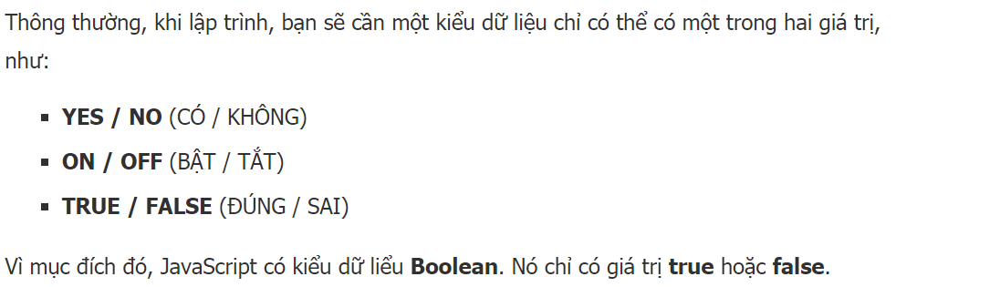 Thông thường, khi lập trình, bạn sẽ cần một kiểu dữ liệu chỉ có thể có một trong hai giá trị,
như:
▪ YES / NO (CÓ / KHÔNG)
▪ ON / OFF (BẬT / TẮT)
▪ TRUE / FALSE (ĐÚNG / SAI)
Vì mục đích đó, JavaScript có kiểu dữ liểu Boolean. Nó chỉ có giá trị true hoặc false.